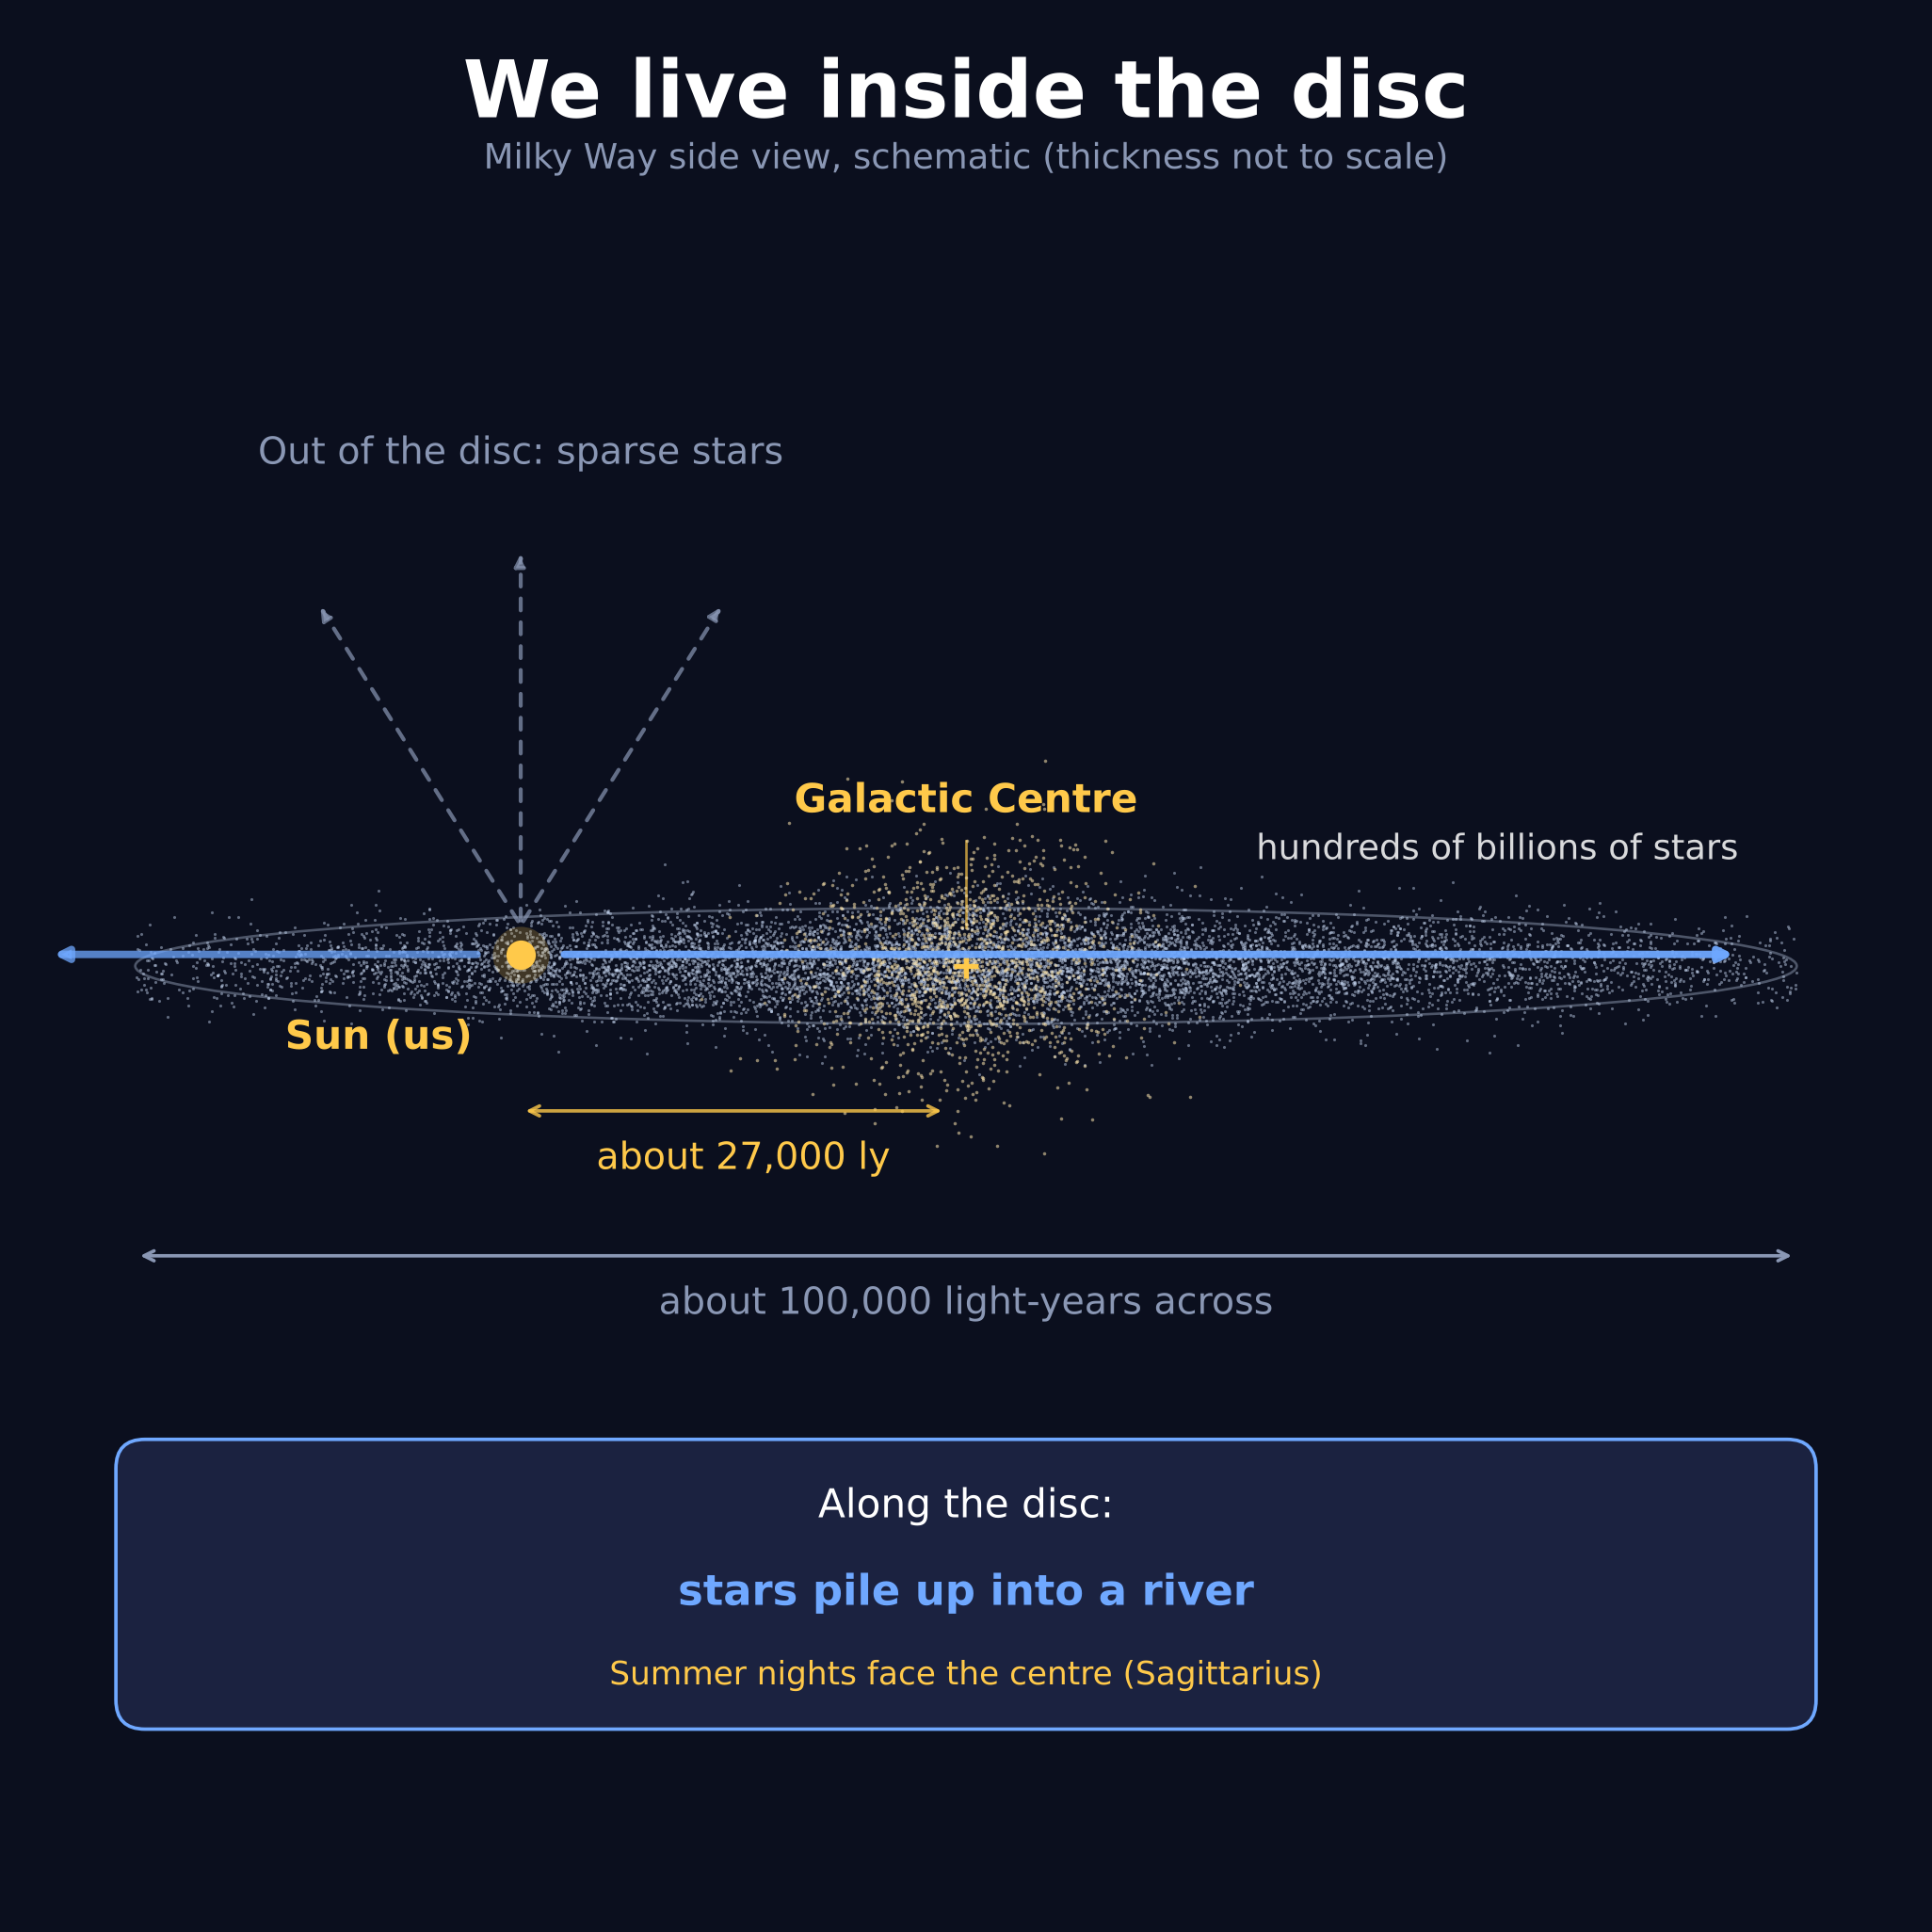 We live inside the disc
Milky Way side view, schematic (thickness not to scale)
Out of the disc: sparse stars
Galactic Centre
hundreds of billions of stars
Sun (us)
about 27,000 ly
about 100,000 light-years across
Along the disc:
stars pile up into a river
Summer nights face the centre (Sagittarius)